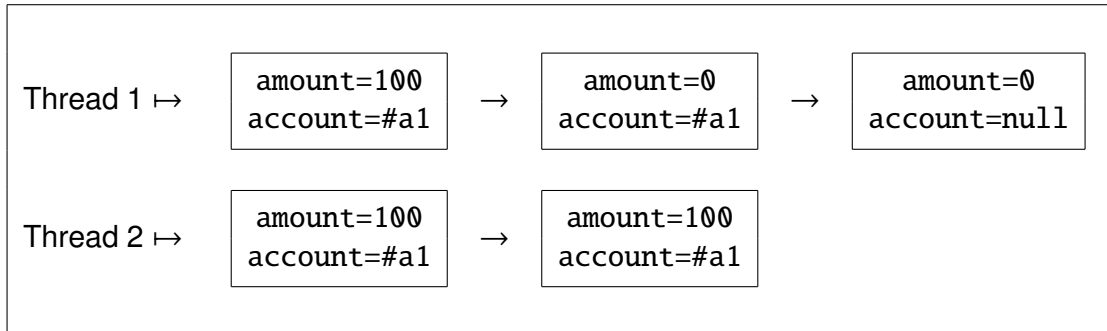 Thread 1 ↦ amount=100 → amount=0 → amount=0
account=#a1 account=#a1 account=null
Thread 2 ↦ amount=100 → amount=100
account=#a1 account=#a1